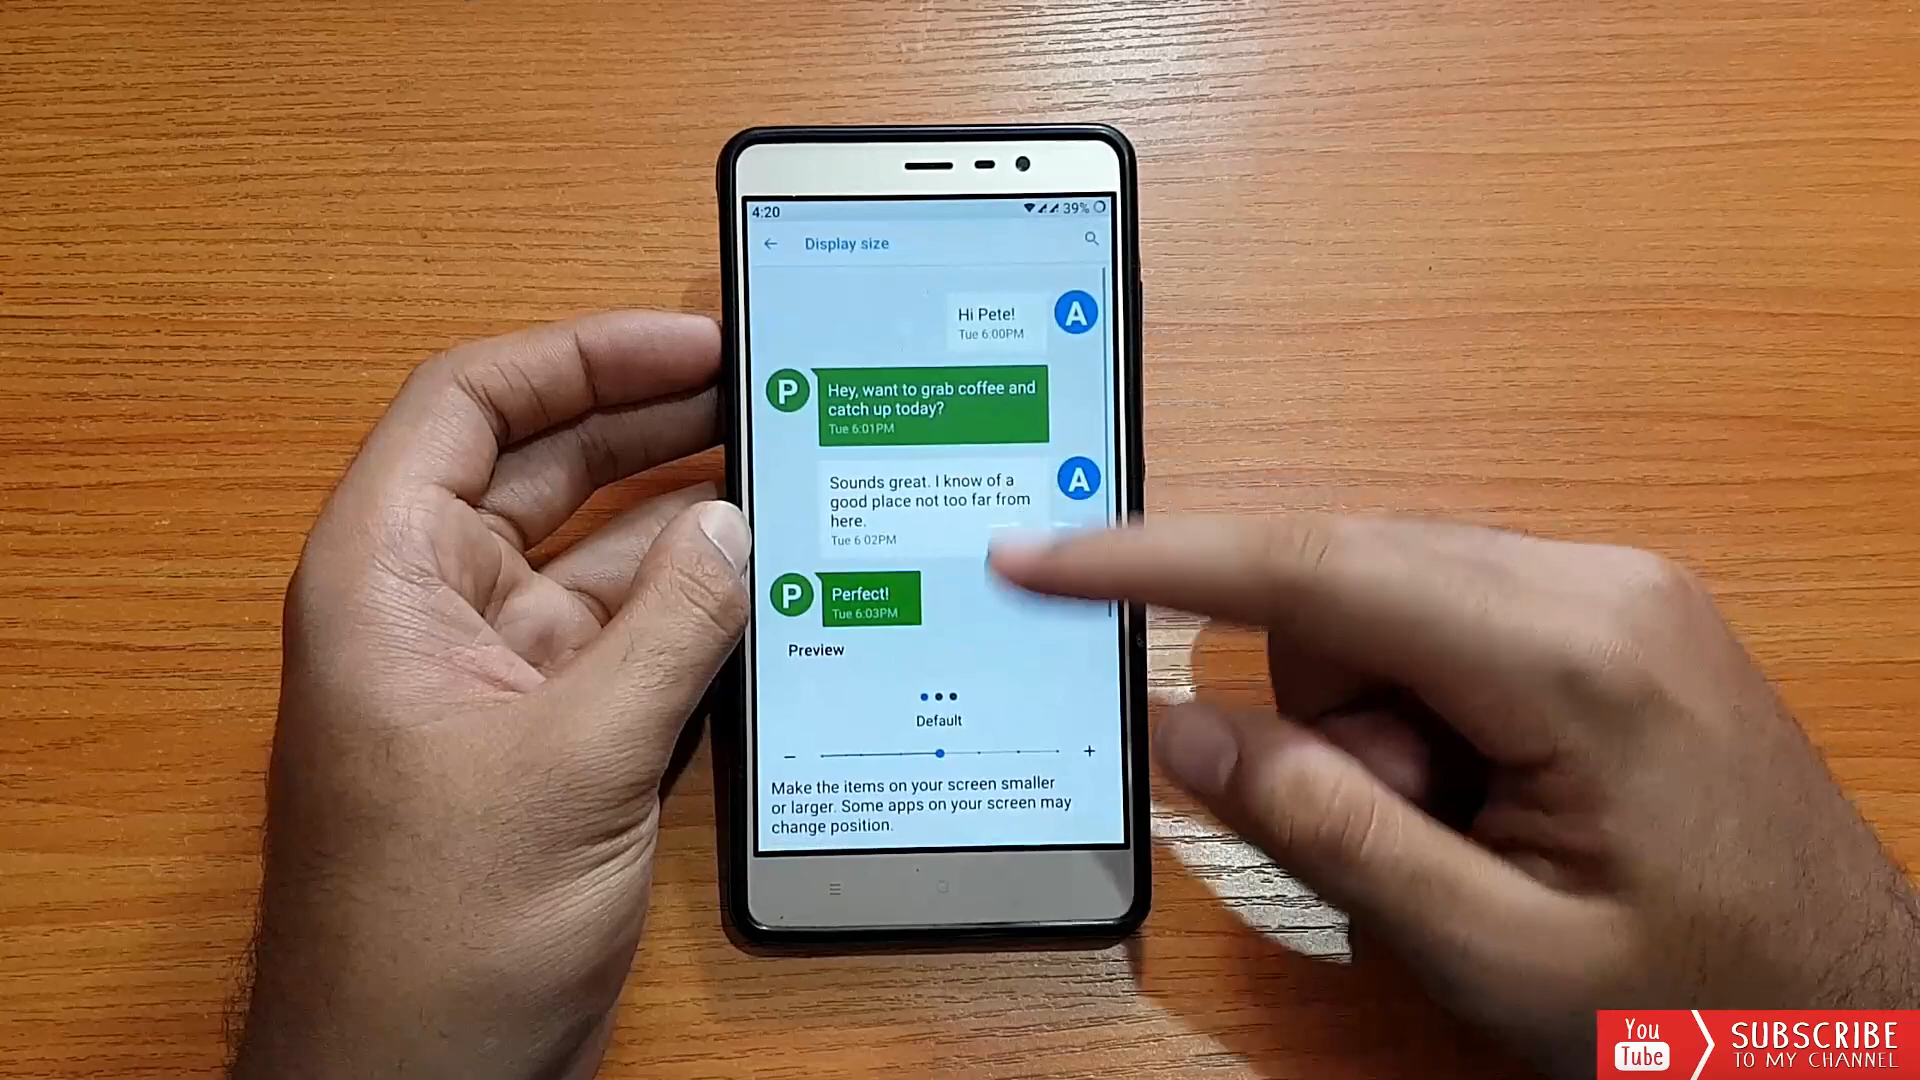 4:20
39%
Display size
Hi Pete!
Tue 6:00PM
A
P
Hey, want to grab coffee and
catch up today?
Tue 6:01PM
Sounds great. I know of a
good place not too far from
here.
Tue 6 02PM
A
P
Perfect!
Tue 6:03PM
Preview
Default
Make the items on your screen smaller
or larger. Some apps on your screen may
change position.
You
Tube
SUBSCRIBE
TO MY CHANNEL